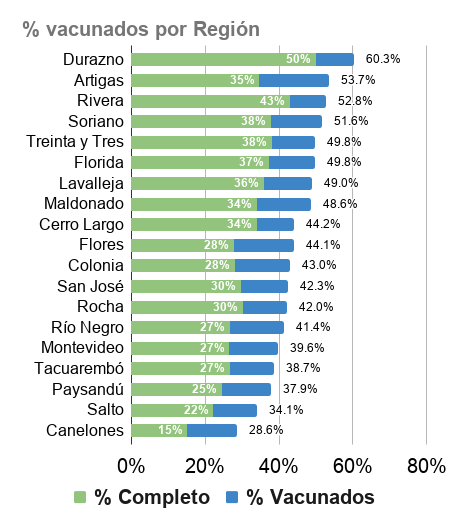 % vacunados por Región
Durazno 50% 60.3%
Artigas 35% 53.7%
Rivera 43% 52.8%
Soriano 38% 51.6%
Treinta y Tres 38% 49.8%
Florida 37% 49.8%
Lavalleja 36% 49.0%
Maldonado 34% 48.6%
Cerro Largo 34% 44.2%
Flores 28% 44.1%
Colonia 28% 43.0%
San José 30% 42.3%
Rocha 30% 42.0%
Río Negro 27% 41.4%
Montevideo 27% 39.6%
Tacuarembó 27% 38.7%
Paysandú 25% 37.9%
Salto 22% 34.1%
Canelones 15% 28.6%
0% 20% 40% 60% 80%
% Completo % Vacunados